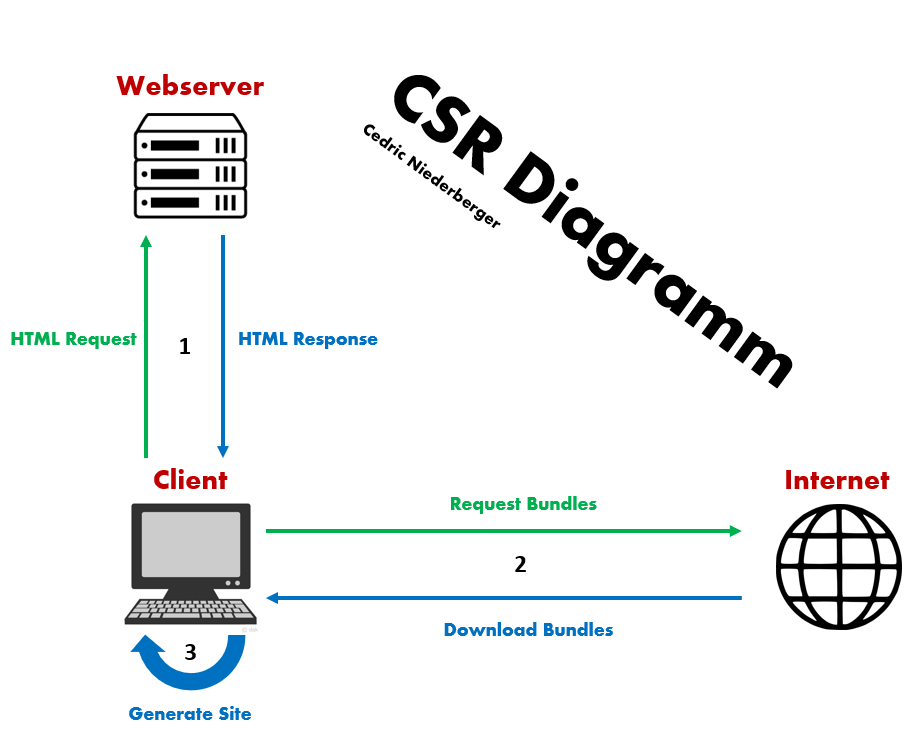 Webserver
CSR Diagramm
Cedric Niederberger
HTML Request
1
HTML Response
Client
Internet
Request Bundles
2
Download Bundles
3
Generate Site